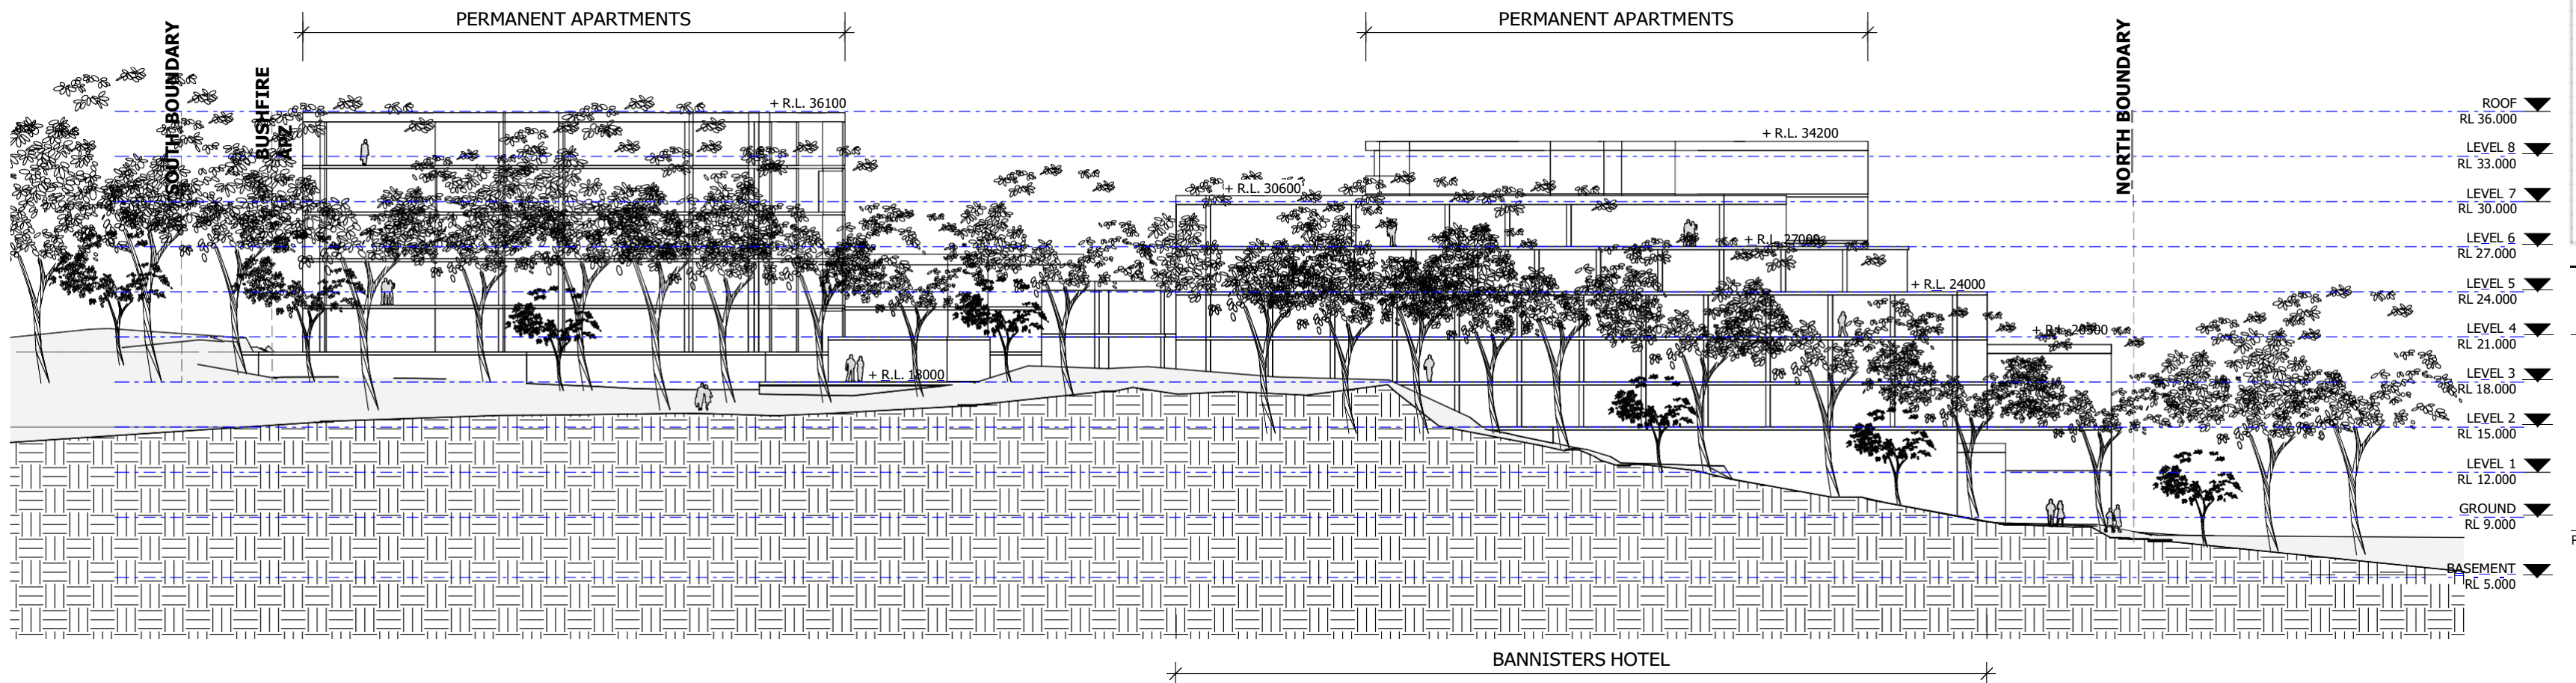 PERMANENT APARTMENTS
PERMANENT APARTMENTS
SOUTH BOUNDARY
BUSHFIRE
APZ
NORTH BOUNDARY
+ R.L. 36100
+ R.L. 34200
+ R.L. 30600
+ R.L. 27000
+ R.L. 24000
+ R.L. 18000
ROOF
RL 36.000
LEVEL 8
RL 33.000
LEVEL 7
RL 30.000
LEVEL 6
RL 27.000
LEVEL 5
RL 24.000
LEVEL 4
RL 21.000
LEVEL 3
RL 18.000
LEVEL 2
RL 15.000
LEVEL 1
RL 12.000
GROUND
RL 9.000
BASEMENT
RL 5.000
BANNISTERS HOTEL